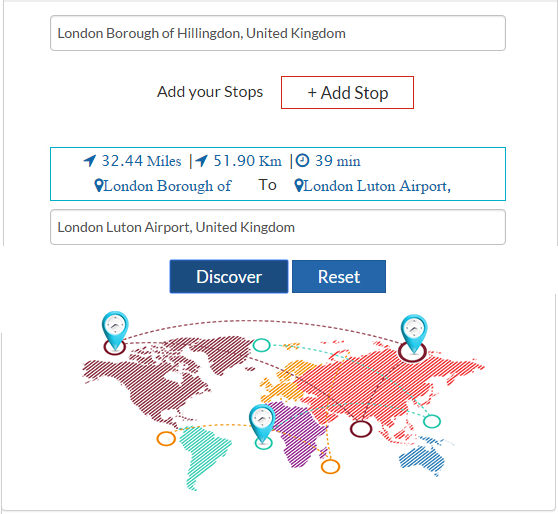 London Borough of Hillingdon, United Kingdom
Add your Stops + Add Stop
32.44 Miles | 51.90 Km | 39 min
London Borough of To London Luton Airport,
London Luton Airport, United Kingdom
Discover Reset